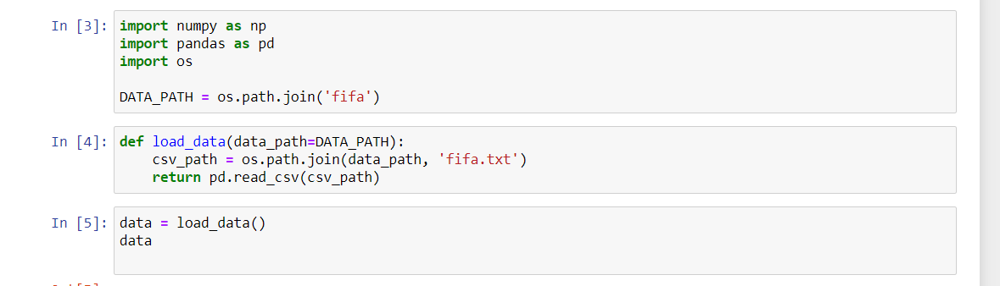 In [3]: import numpy as np
import pandas as pd
import os
DATA_PATH = os.path.join('fifa')
In [4]: def load_data(data_path=DATA_PATH):
csv_path = os.path.join(data_path, 'fifa.txt')
return pd.read_csv(csv_path)
In [5]: data = load_data()
data